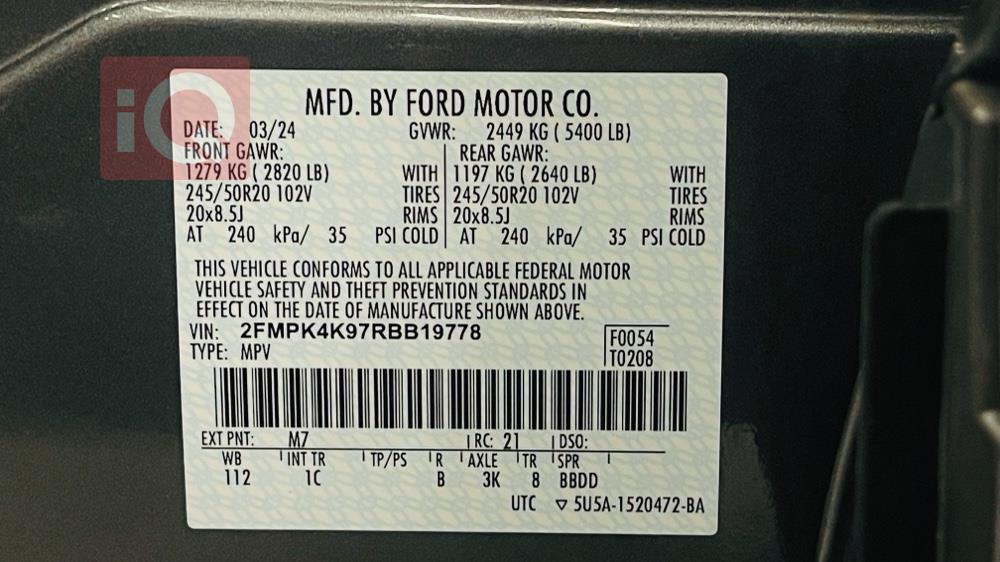 iQ
MFD. BY FORD MOTOR CO.
DATE: 03/24 GVWR: 2449 KG ( 5400 LB)
FRONT GAWR: REAR GAWR:
1279 KG ( 2820 LB) WITH 1197 KG ( 2640 LB) WITH
245/50R20 102V TIRES 245/50R20 102V TIRES
20x8.5J RIMS 20x8.5J RIMS
AT 240 kPa/ 35 PSI COLD AT 240 kPa/ 35 PSI COLD
THIS VEHICLE CONFORMS TO ALL APPLICABLE FEDERAL MOTOR
VEHICLE SAFETY AND THEFT PREVENTION STANDARDS IN
EFFECT ON THE DATE OF MANUFACTURE SHOWN ABOVE.
VIN: 2FMPK4K97RBB19778
TYPE: MPV
F0054
T0208
EXT PNT: M7 RC: 21 DSO:
WB INT TR TP/PS R AXLE TR SPR
112 1C B 3K 8 BBDD
UTC ▽ 5U5A-1520472-BA